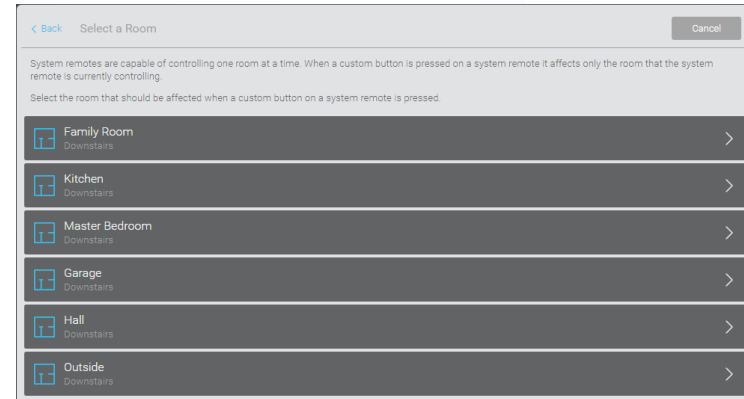 Back Select a Room Cancel
System remotes are capable of controlling one room at a time. When a custom button is pressed on a system remote it affects only the room that the system
remote is currently controlling.
Select the room that should be affected when a custom button on a system remote is pressed.
Family Room
Downstairs
Kitchen
Downstairs
Master Bedroom
Downstairs
Garage
Downstairs
Hall
Downstairs
Outside
Downstairs